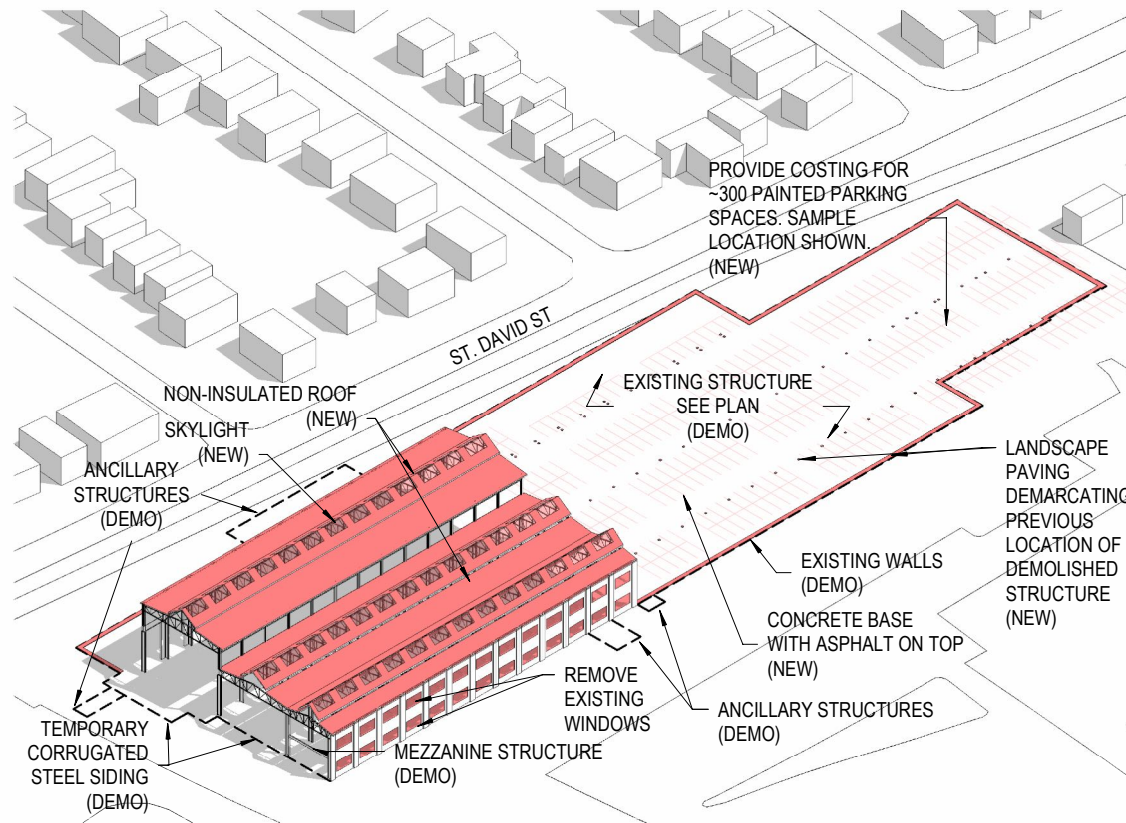 PROVIDE COSTING FOR
~300 PAINTED PARKING
SPACES. SAMPLE
LOCATION SHOWN.
(NEW)
ST. DAVID ST
NON-INSULATED ROOF
(NEW)
SKYLIGHT
(NEW)
ANCILLARY
STRUCTURES
(DEMO)
EXISTING STRUCTURE
SEE PLAN
(DEMO)
LANDSCAPE
PAVING
DEMARCATING
PREVIOUS
LOCATION OF
DEMOLISHED
STRUCTURE
(NEW)
EXISTING WALLS
(DEMO)
CONCRETE BASE
WITH ASPHALT ON TOP
(NEW)
REMOVE
EXISTING
WINDOWS
ANCILLARY STRUCTURES
(DEMO)
MEZZANINE STRUCTURE
(DEMO)
TEMPORARY
CORRUGATED
STEEL SIDING
(DEMO)